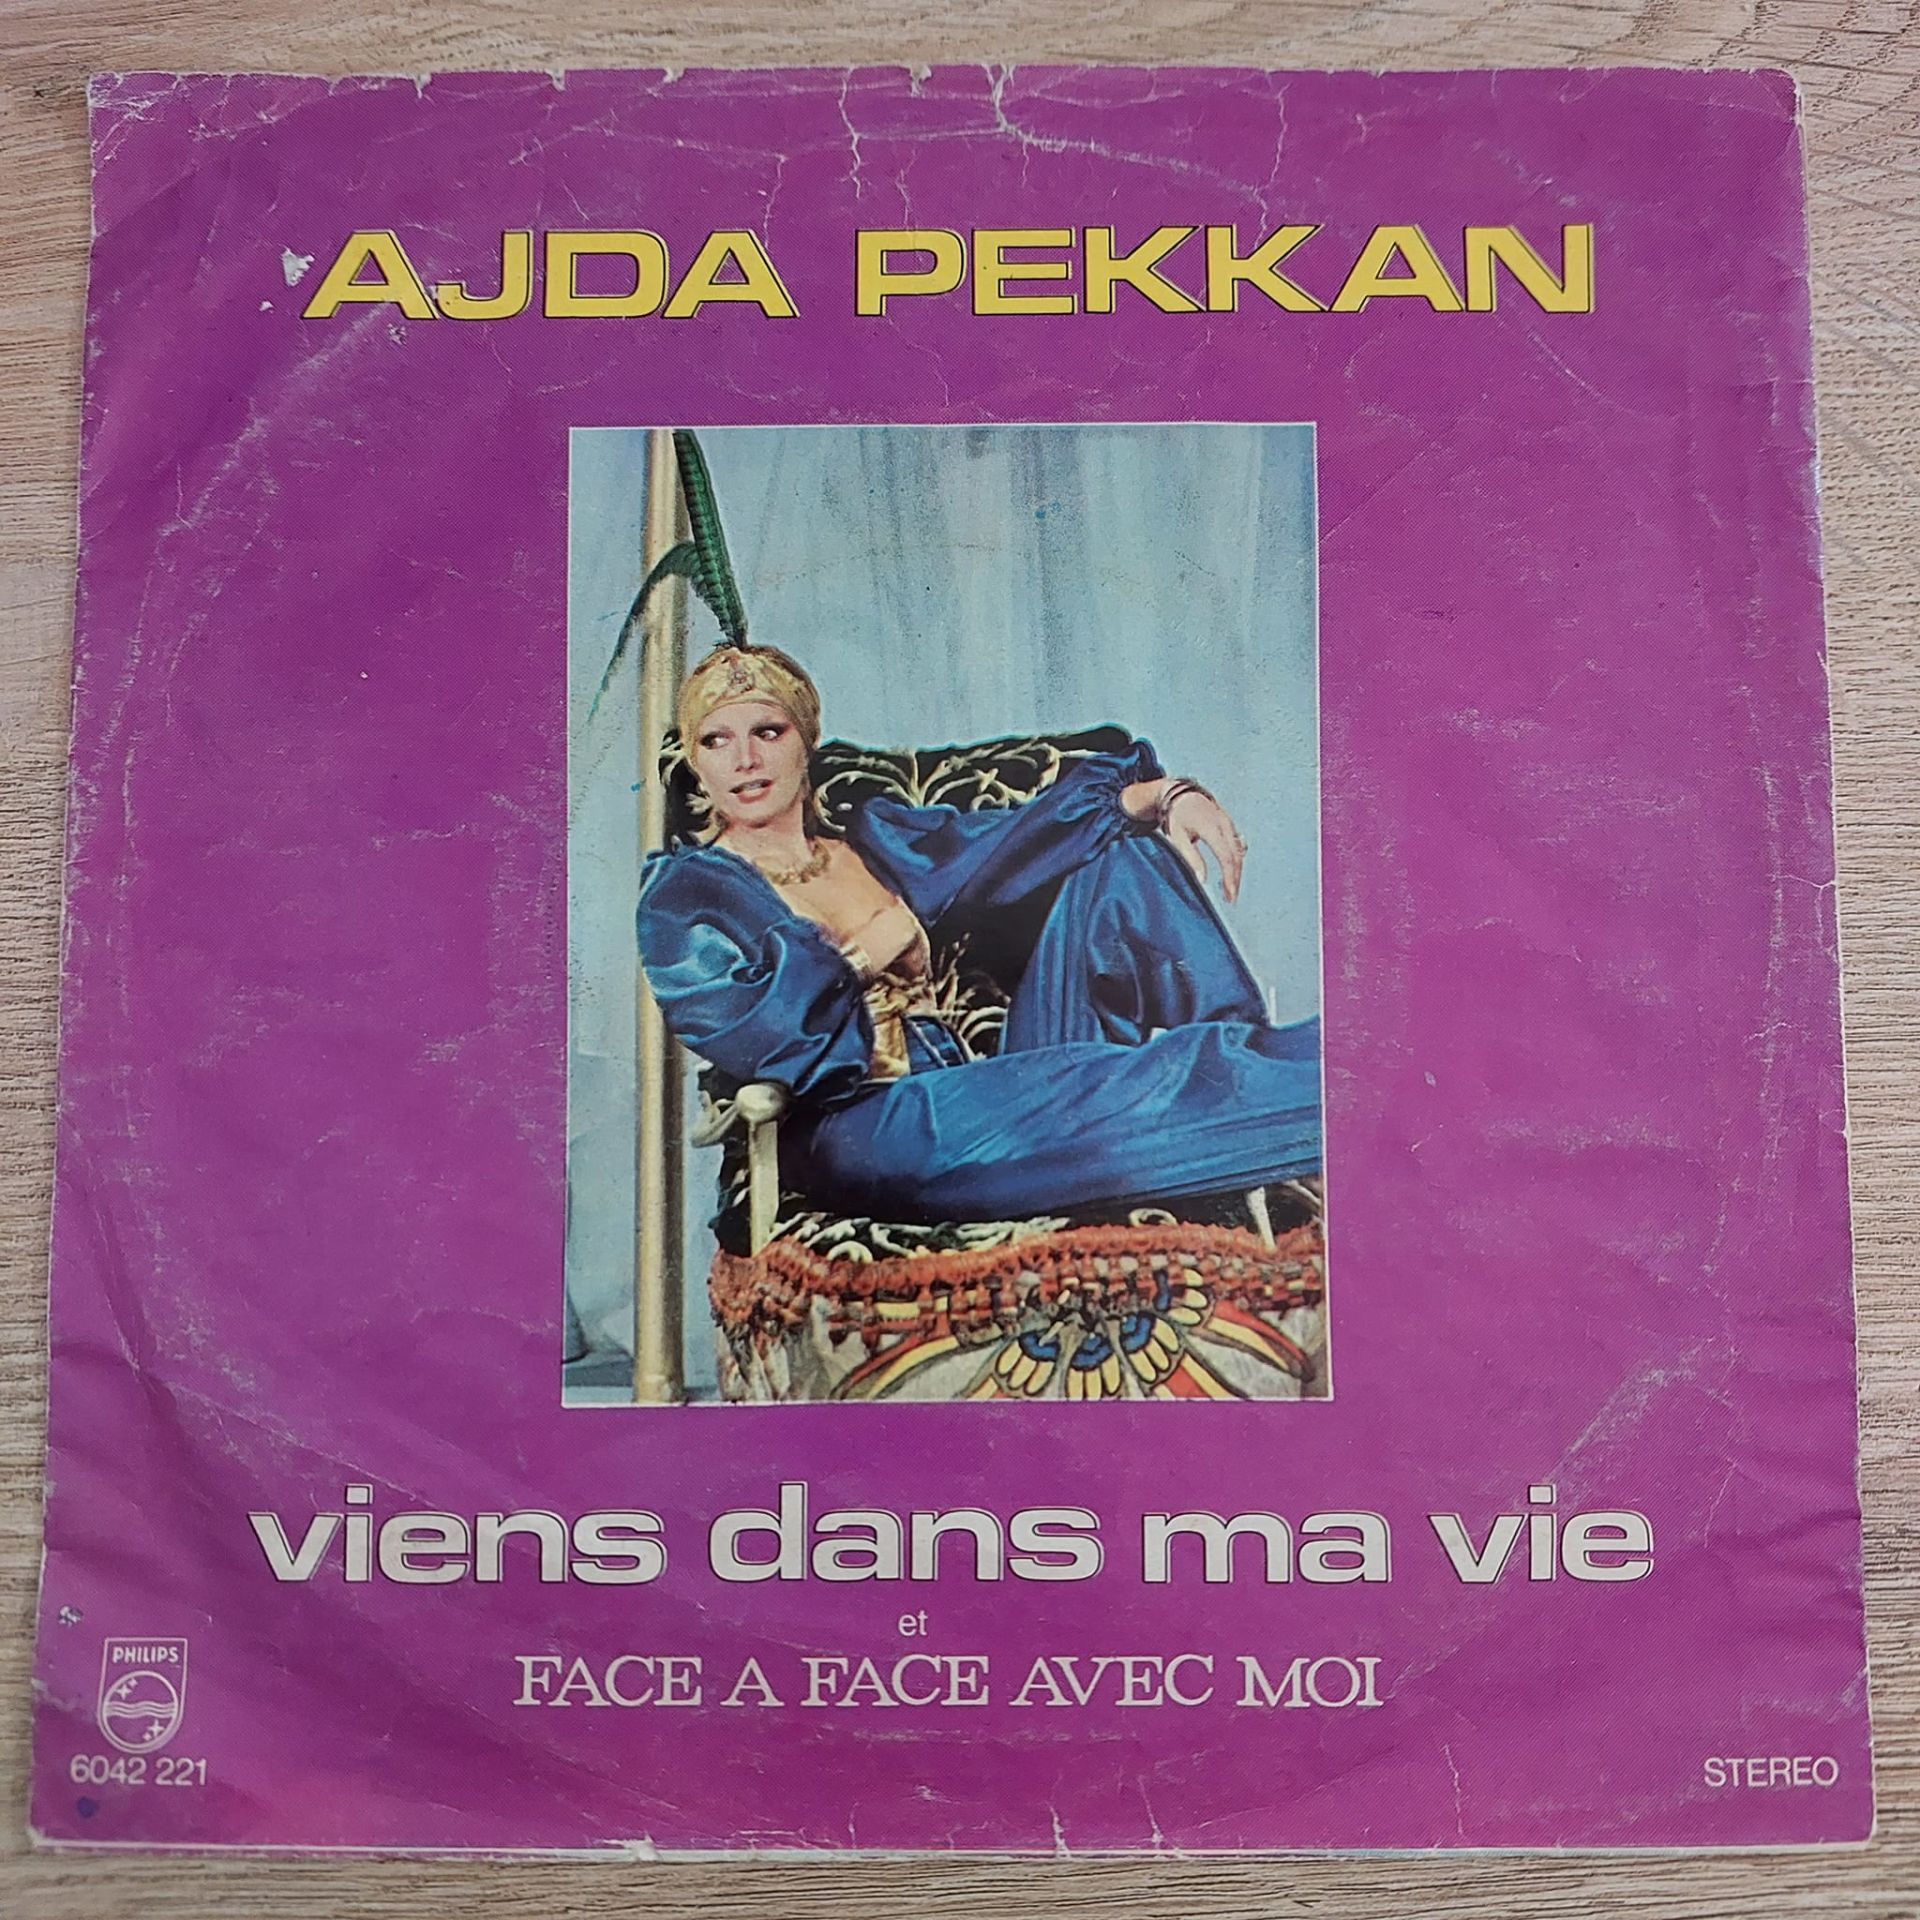 AJDA PEKKAN
viens dans ma vie
et
FACE A FACE AVEC MOI
PHILIPS
6042 221
STEREO